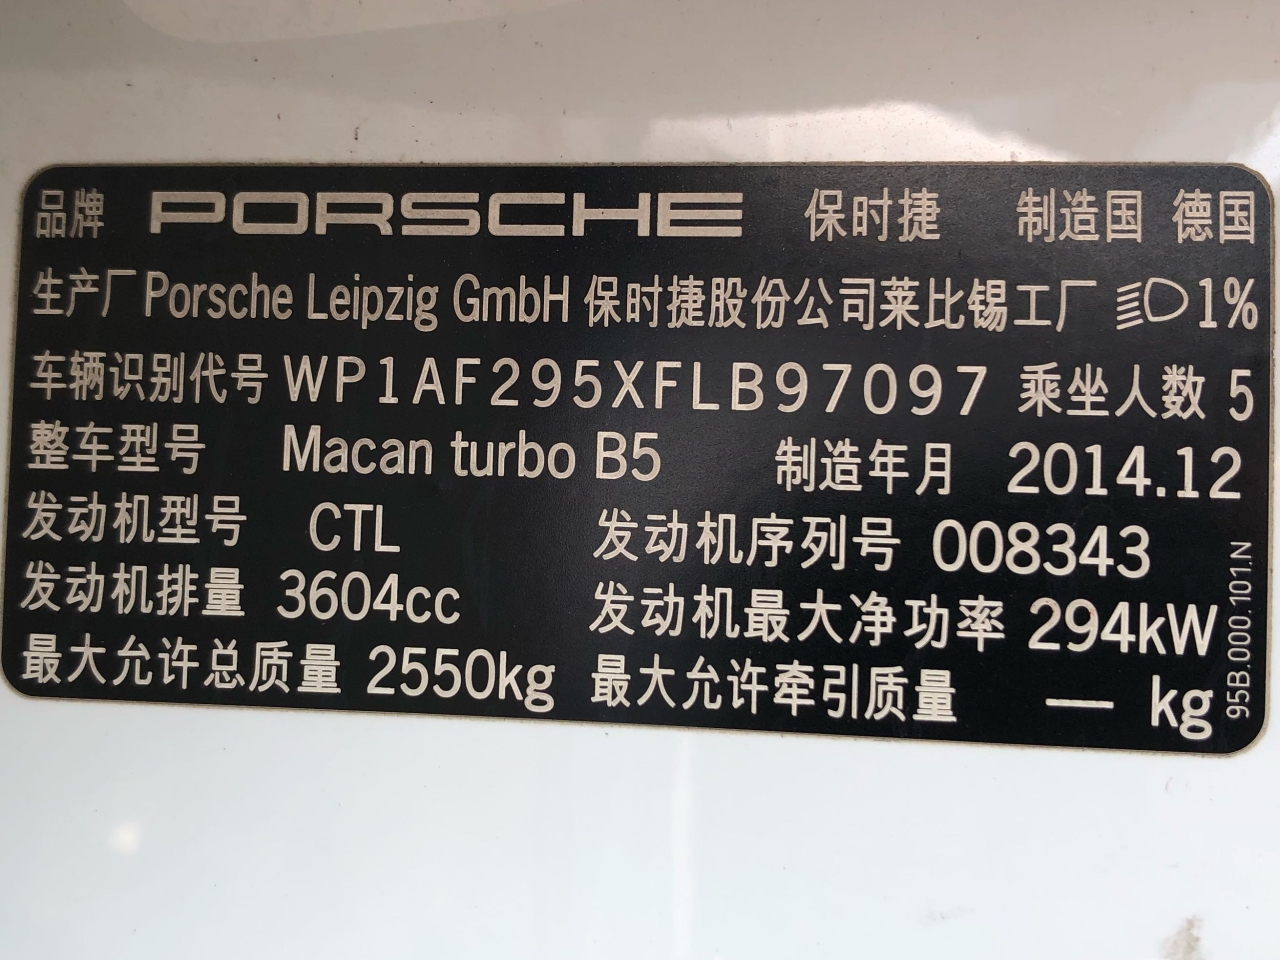 品牌 PORSCHE 保时捷 制造国 德国
生产厂 Porsche Leipzig GmbH 保时捷股份公司莱比锡工厂 1%
车辆识别代号 WP1AF295XFLB97097 乘坐人数 5
整车型号 Macan turbo B5 制造年月 2014.12
发动机型号 CTL 发动机序列号 008343
发动机排量 3604cc 发动机最大净功率 294kW
最大允许总质量 2550kg 最大允许牵引质量 — kg
95B.000.101.N